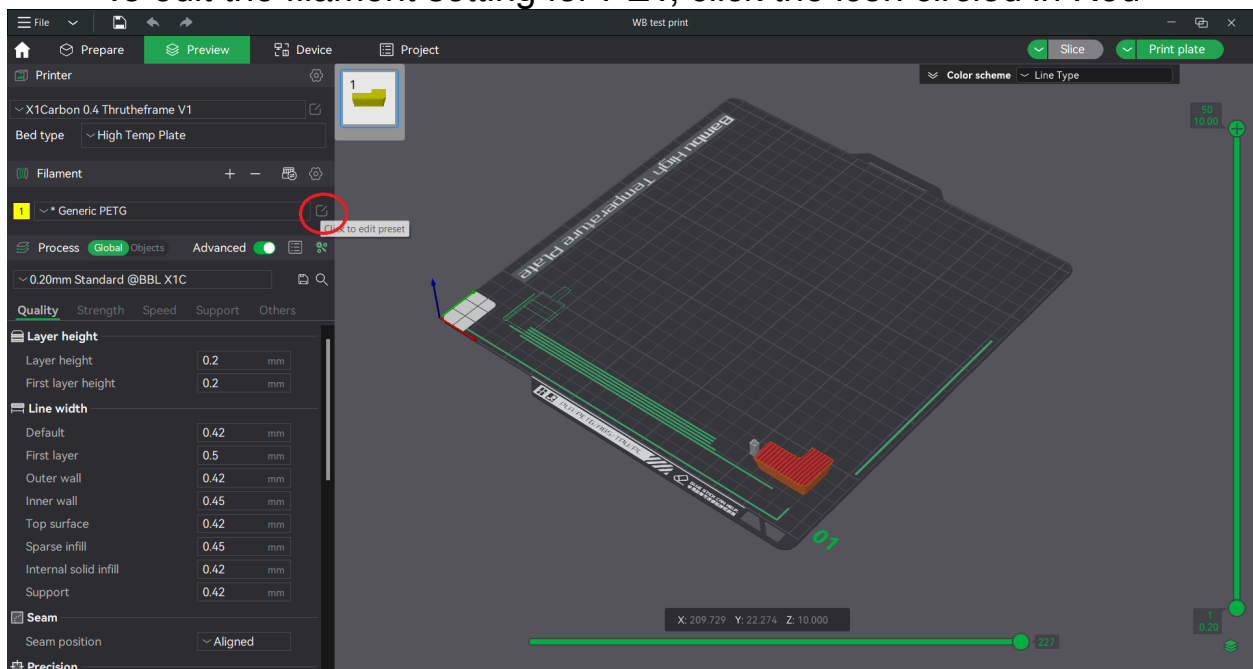 To edit the filament setting for PET, click the icon circled in Red
File
WB test print
Prepare
Preview
Device
Project
Slice
Print plate
Printer
X1Carbon 0.4 Thrutheframe V1
Bed type
High Temp Plate
Filament
1
* Generic PETG
Click to edit preset
Process
Global
Objects
Advanced
0.20mm Standard @BBL X1C
Quality
Strength
Speed
Support
Others
Layer height
Layer height 0.2 mm
First layer height 0.2 mm
Line width
Default 0.42 mm
First layer 0.5 mm
Outer wall 0.42 mm
Inner wall 0.45 mm
Top surface 0.42 mm
Sparse infill 0.45 mm
Internal solid infill 0.42 mm
Support 0.42 mm
Seam
Seam position Aligned
Precision
1
Color scheme Line Type
50
10.00
Bambu High Temperature Plate
01
X: 209.729 Y: 22.274 Z: 10.000
227
1
0.20